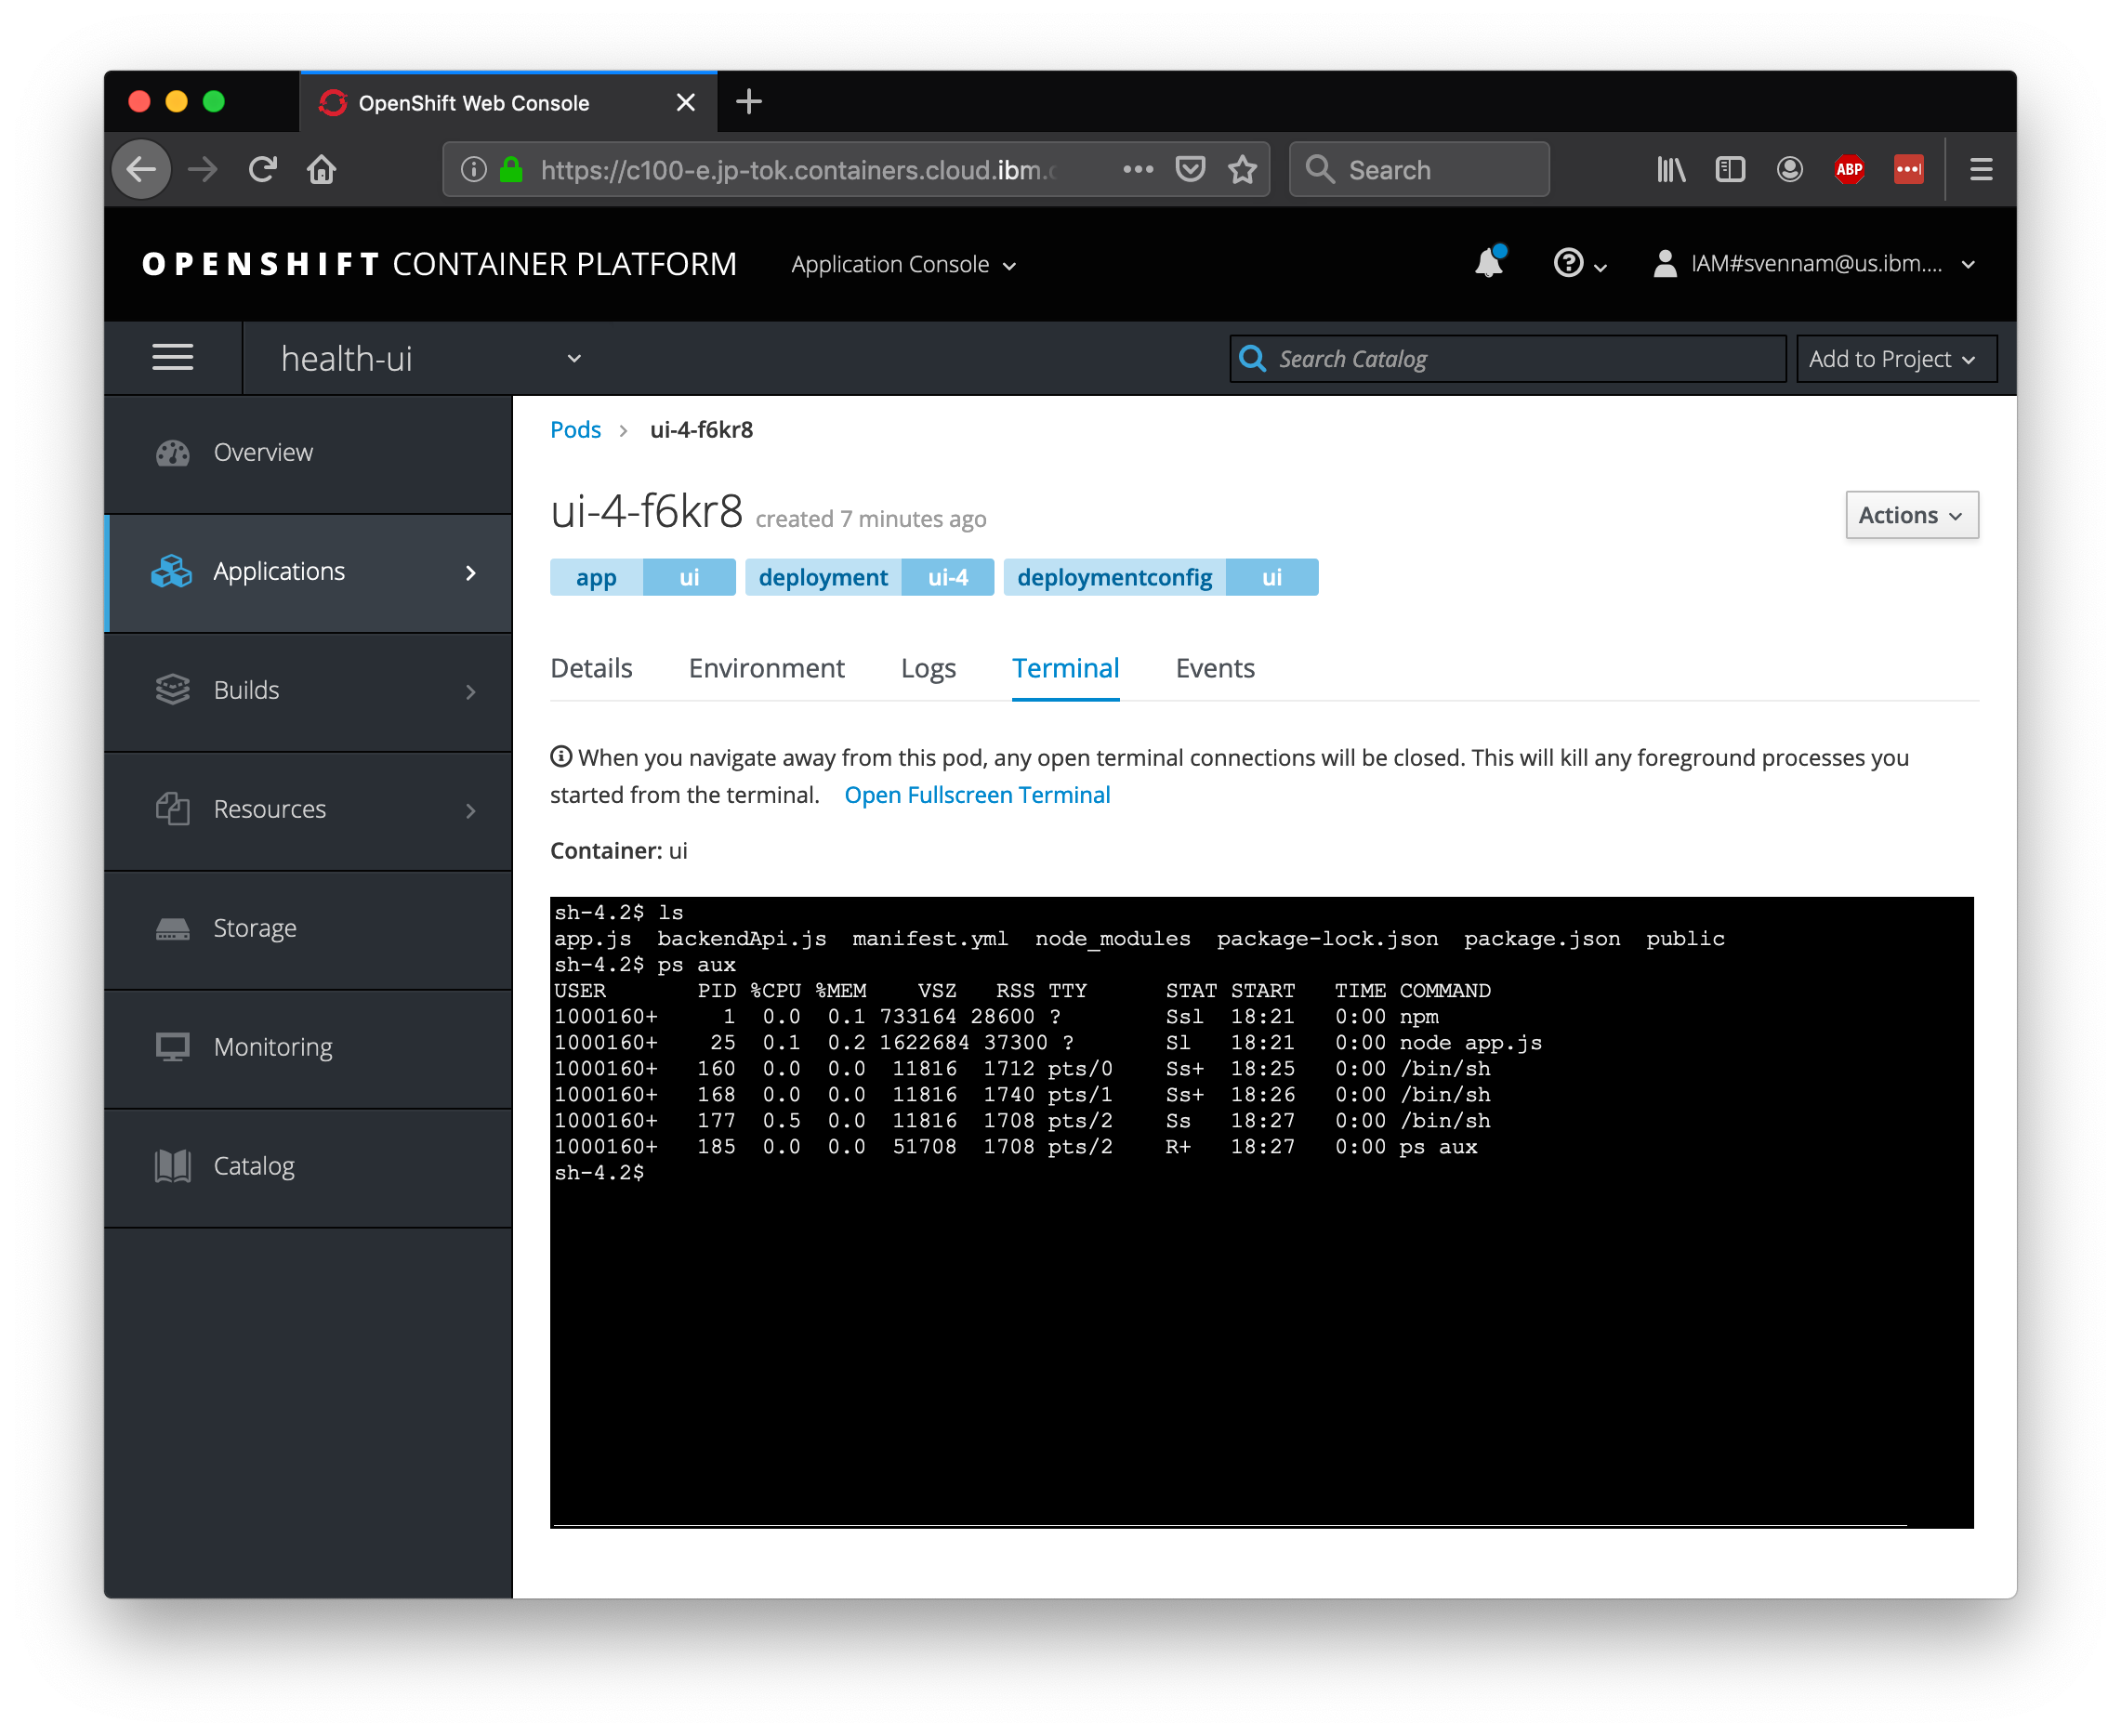 OpenShift Web Console
https://c100-e.jp-tok.containers.cloud.ibm.c
Search
ABP
OPENSHIFT CONTAINER PLATFORM
Application Console
IAM#svennam@us.ibm....
health-ui
Search Catalog
Add to Project
Overview
Applications
Builds
Resources
Storage
Monitoring
Catalog
Pods > ui-4-f6kr8
ui-4-f6kr8 created 7 minutes ago
Actions
app ui deployment ui-4 deploymentconfig ui
Details Environment Logs Terminal Events
When you navigate away from this pod, any open terminal connections will be closed. This will kill any foreground processes you
started from the terminal. Open Fullscreen Terminal
Container: ui
sh-4.2$ ls
app.js  backendApi.js  manifest.yml  node_modules  package-lock.json  package.json  public
sh-4.2$ ps aux
USER       PID %CPU %MEM    VSZ   RSS TTY      STAT START   TIME COMMAND
1000160+     1  0.0  0.1 733164 28600 ?        Ssl  18:21   0:00 npm
1000160+    25  0.1  0.2 1622684 37300 ?       Sl   18:21   0:00 node app.js
1000160+   160  0.0  0.0  11816  1712 pts/0    Ss+  18:25   0:00 /bin/sh
1000160+   168  0.0  0.0  11816  1740 pts/1    Ss+  18:26   0:00 /bin/sh
1000160+   177  0.5  0.0  11816  1708 pts/2    Ss   18:27   0:00 /bin/sh
1000160+   185  0.0  0.0  51708  1708 pts/2    R+   18:27   0:00 ps aux
sh-4.2$